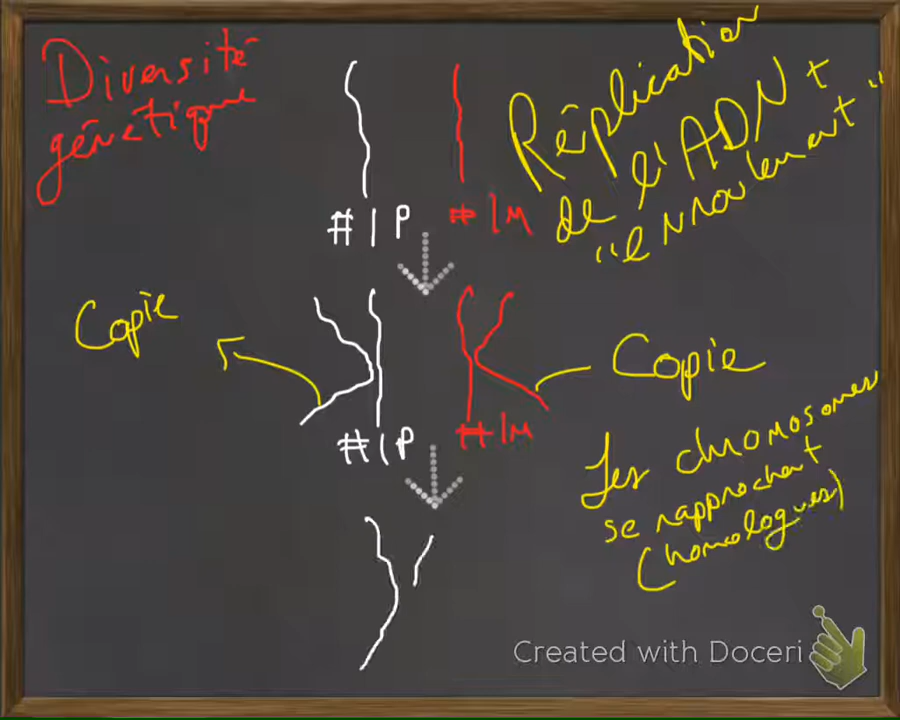 Diversité
génétique
Réplication
de l'ADN +
"enroulement"
#1P
#1M
Copie
Copie
#1P
#1M
Les chromosomes
se rapprochent
(homologues)
Created with Doceri